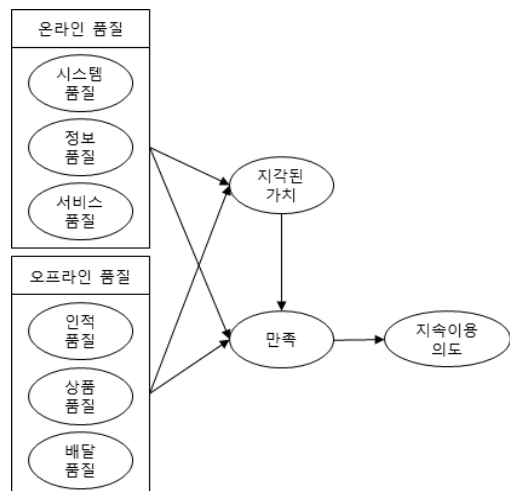 온라인 품질
시스템
품질
정보
품질
서비스
품질
오프라인 품질
인적
품질
상품
품질
배달
품질
지각된
가치
만족
지속이용
의도